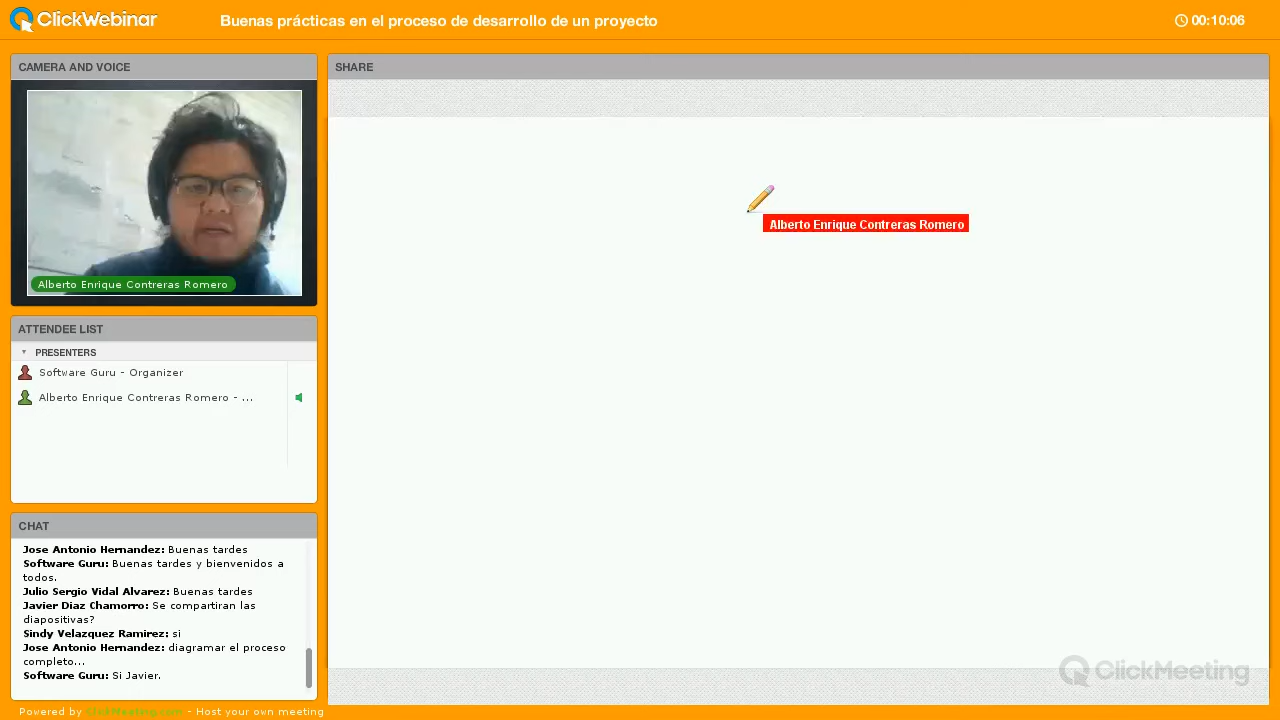 ClickWebinar
Buenas prácticas en el proceso de desarrollo de un proyecto
00:10:06
CAMERA AND VOICE
Alberto Enrique Contreras Romero
SHARE
Alberto Enrique Contreras Romero
ATTENDEE LIST
PRESENTERS
Software Guru - Organizer
Alberto Enrique Contreras Romero - ...
CHAT
Jose Antonio Hernandez: Buenas tardes
Software Guru: Buenas tardes y bienvenidos a
todos.
Julio Sergio Vidal Alvarez: Buenas tardes
Javier Diaz Chamorro: Se compartiran las
diapositivas?
Sindy Velazquez Ramirez: si
Jose Antonio Hernandez: diagramar el proceso
completo...
Software Guru: Si Javier.
ClickMeeting
Powered by ClickMeeting.com - Host your own meeting